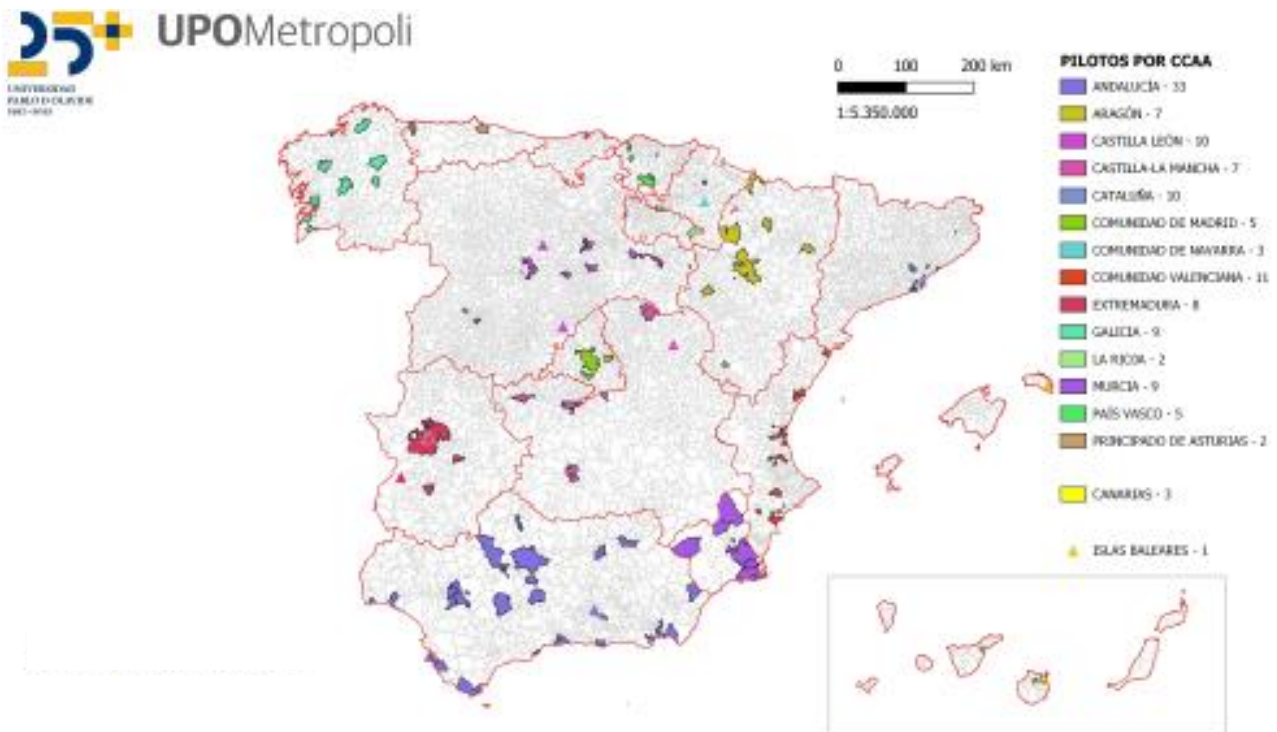 25+
UPOMetropoli
UNIVERSIDAD
PABLO DE OLAVIDE
0 100 200 km
1:5.350.000
PILOTOS POR CCAA
ANDALUCÍA - 33
ARAGÓN - 7
CASTILLA LEÓN - 10
CASTILLA-LA MANCHA - 7
CATALUÑA - 10
COMUNIDAD DE MADRID - 5
COMUNIDAD DE NAVARRA - 3
COMUNIDAD VALENCIANA - 11
EXTREMADURA - 8
GALICIA - 9
LA RIOJA - 2
MURCIA - 9
PAÍS VASCO - 5
PRINCIPADO DE ASTURIAS - 2
CANARIAS - 3
ISLAS BALEARES - 1